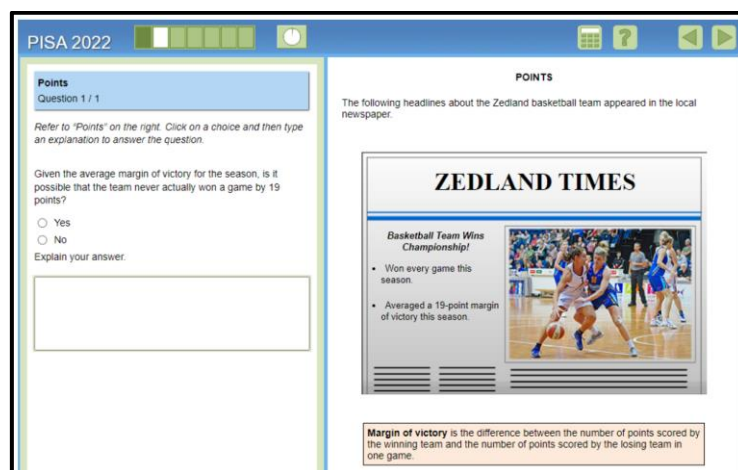 PISA 2022
?
Points
Question 1 / 1
Refer to "Points" on the right. Click on a choice and then type
an explanation to answer the question.
Given the average margin of victory for the season, is it
possible that the team never actually won a game by 19
points?
Yes
No
Explain your answer.
POINTS
The following headlines about the Zedland basketball team appeared in the local
newspaper.
ZEDLAND TIMES
Basketball Team Wins
Championship!
• Won every game this
season.
• Averaged a 19-point margin
of victory this season.
Margin of victory is the difference between the number of points scored by
the winning team and the number of points scored by the losing team in
one game.